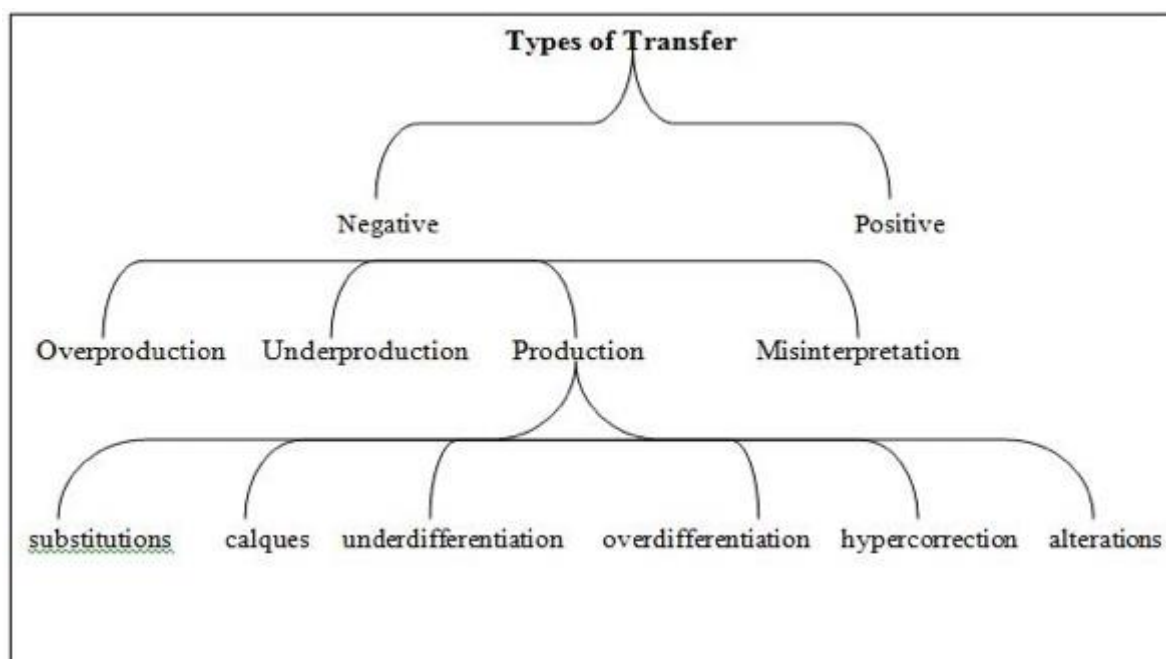 Types of Transfer
Negative Positive
Overproduction Underproduction Production Misinterpretation
substitutions calques underdifferentiation overdifferentiation hypercorrection alterations